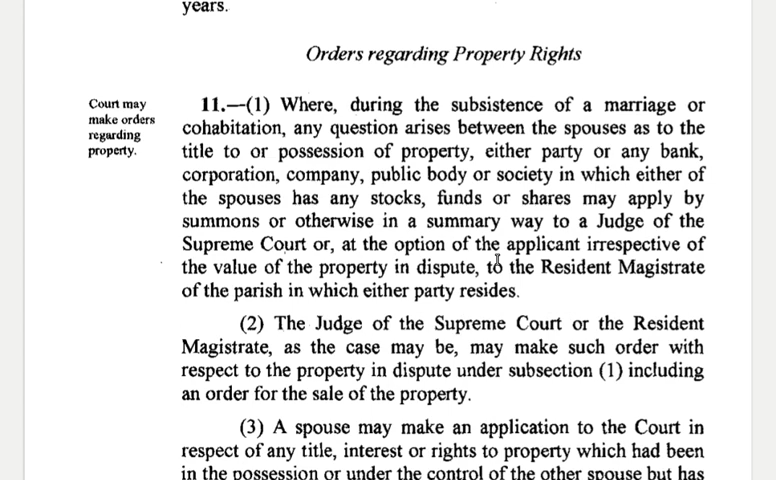 years.
Orders regarding Property Rights
Court may
make orders
regarding
property.
11.—(1) Where, during the subsistence of a marriage or
cohabitation, any question arises between the spouses as to the
title to or possession of property, either party or any bank,
corporation, company, public body or society in which either of
the spouses has any stocks, funds or shares may apply by
summons or otherwise in a summary way to a Judge of the
Supreme Court or, at the option of the applicant irrespective of
the value of the property in dispute, to the Resident Magistrate
of the parish in which either party resides.
(2) The Judge of the Supreme Court or the Resident
Magistrate, as the case may be, may make such order with
respect to the property in dispute under subsection (1) including
an order for the sale of the property.
(3) A spouse may make an application to the Court in
respect of any title, interest or rights to property which had been
in the possession or under the control of the other spouse but has